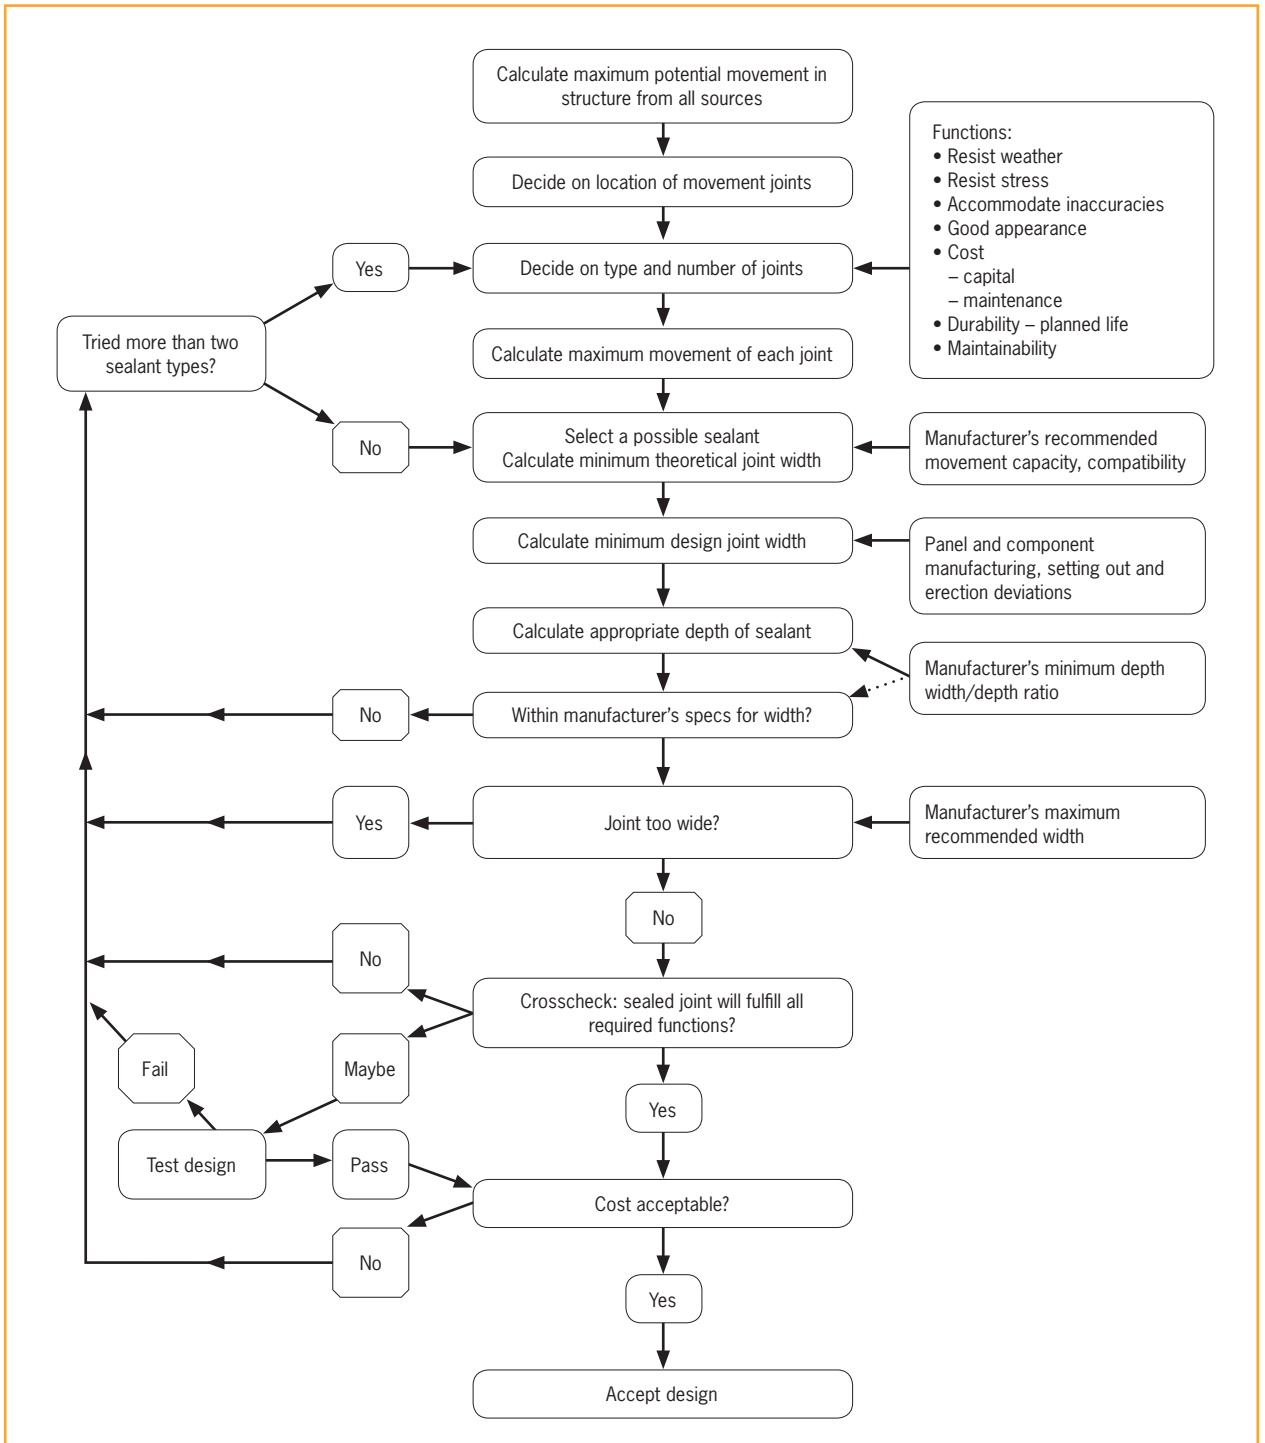 Calculate maximum potential movement in
structure from all sources
Decide on location of movement joints
Functions:
• Resist weather
• Resist stress
• Accommodate inaccuracies
• Good appearance
• Cost
– capital
– maintenance
• Durability – planned life
• Maintainability
Yes
Decide on type and number of joints
Tried more than two
sealant types?
Calculate maximum movement of each joint
No
Select a possible sealant
Calculate minimum theoretical joint width
Manufacturer's recommended
movement capacity, compatibility
Calculate minimum design joint width
Panel and component
manufacturing, setting out and
erection deviations
Calculate appropriate depth of sealant
Manufacturer's minimum depth
width/depth ratio
No
Within manufacturer's specs for width?
Yes
Joint too wide?
Manufacturer's maximum
recommended width
No
No
Crosscheck: sealed joint will fulfill all
required functions?
Fail
Maybe
Yes
Test design
Pass
Cost acceptable?
No
Yes
Accept design